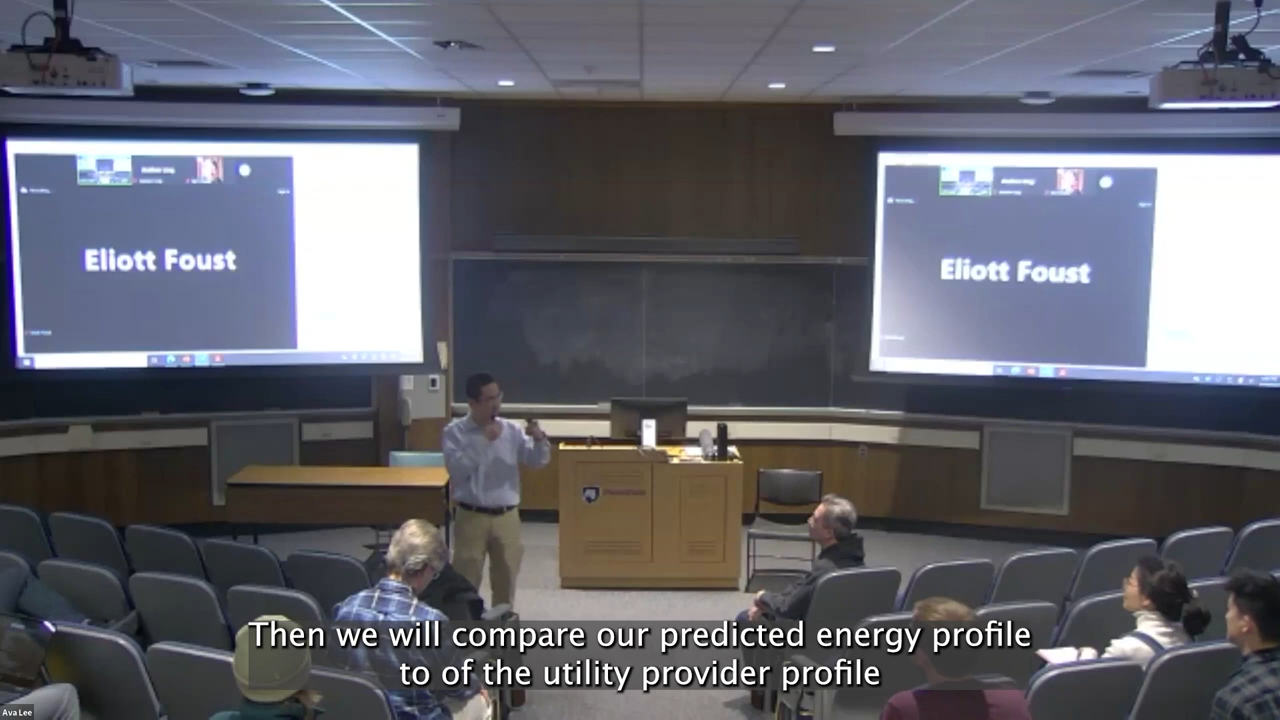 Eliott Foust
Eliott Foust
PennState
Then we will compare our predicted energy profile
to of the utility provider profile
Ava Lee